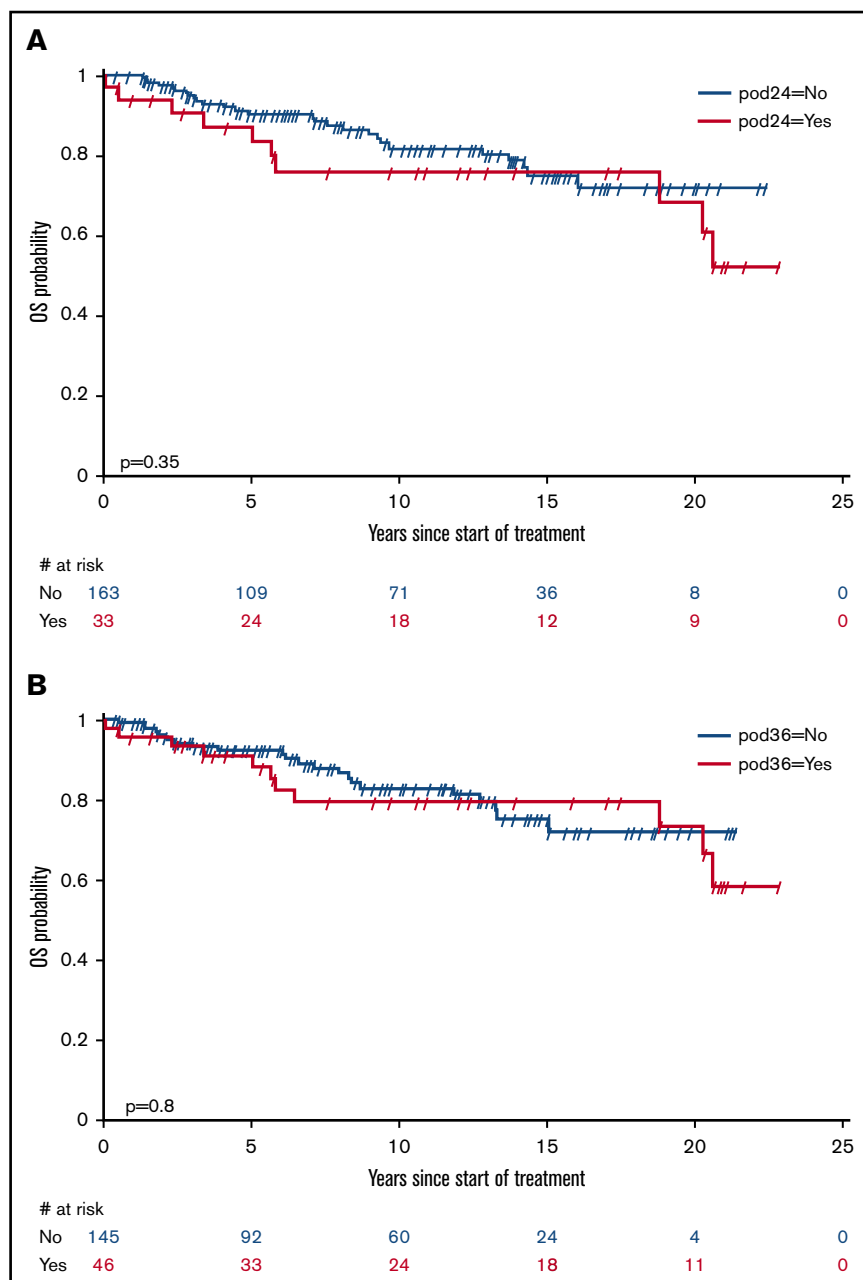 A
1
0.8
0.6
0.4
0.2
0
OS probability
pod24=No
pod24=Yes
p=0.35
0 5 10 15 20 25
Years since start of treatment
# at risk
No 163 109 71 36 8 0
Yes 33 24 18 12 9 0
B
1
0.8
0.6
0.4
0.2
0
OS probability
pod36=No
pod36=Yes
p=0.8
0 5 10 15 20 25
Years since start of treatment
# at risk
No 145 92 60 24 4 0
Yes 46 33 24 18 11 0